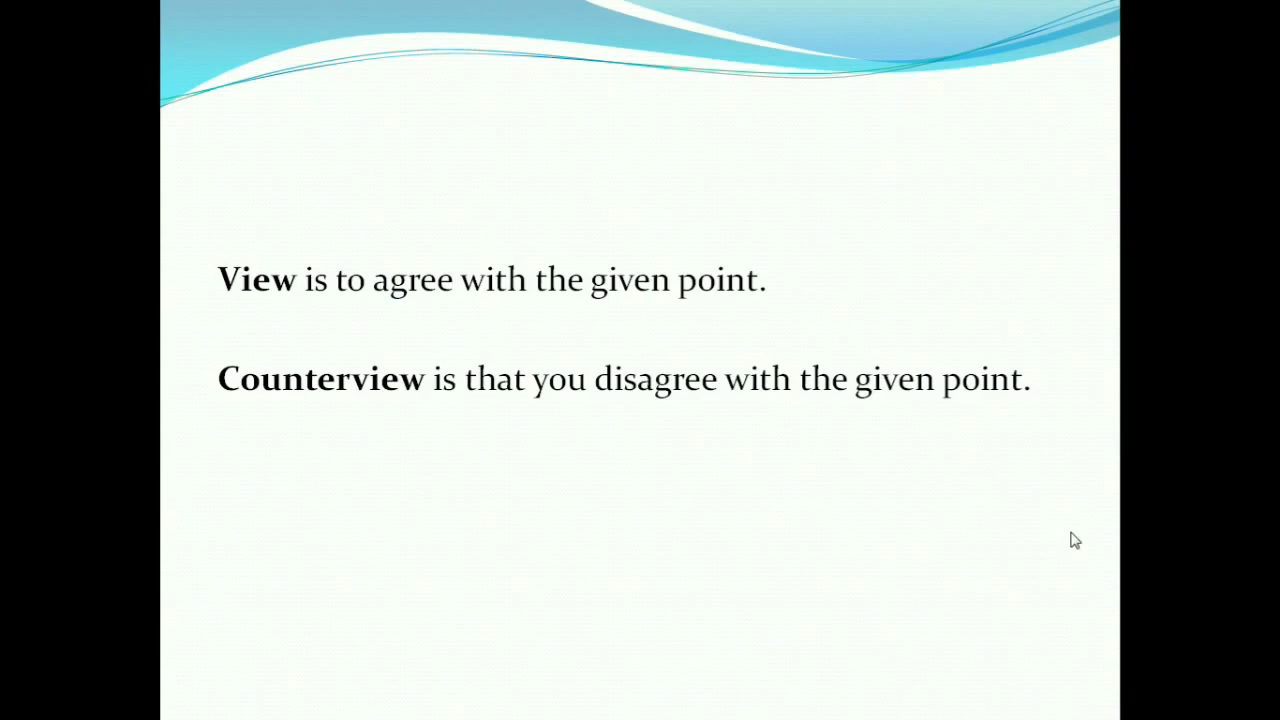 View is to agree with the given point.
Counterview is that you disagree with the given point.